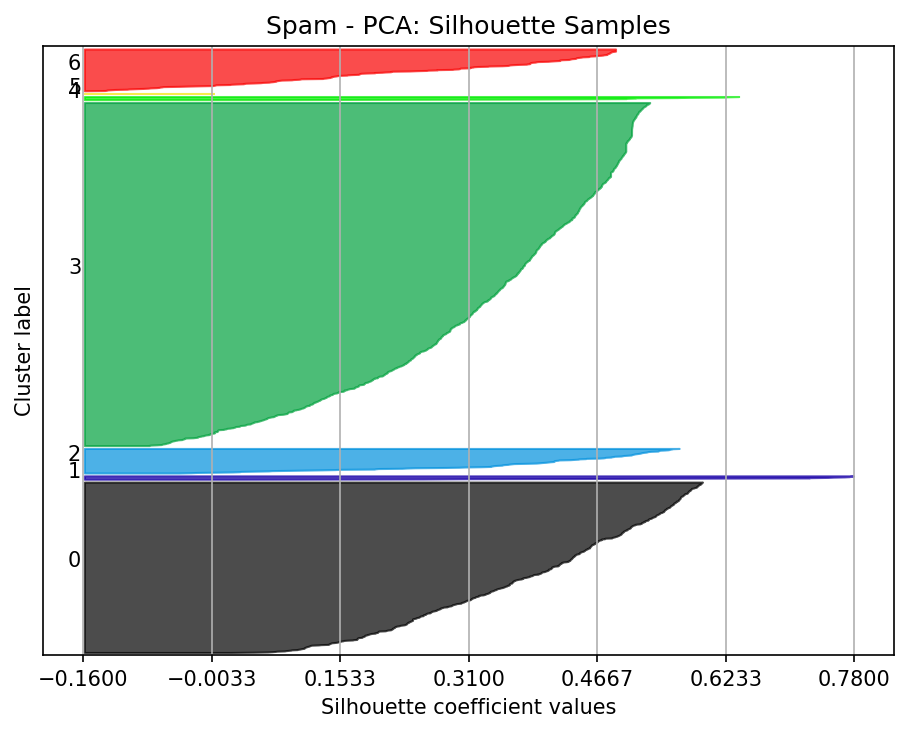 Spam - PCA: Silhouette Samples
6
5
4
3
2
1
0
Cluster label
−0.1600 −0.0033 0.1533 0.3100 0.4667 0.6233 0.7800
Silhouette coefficient values